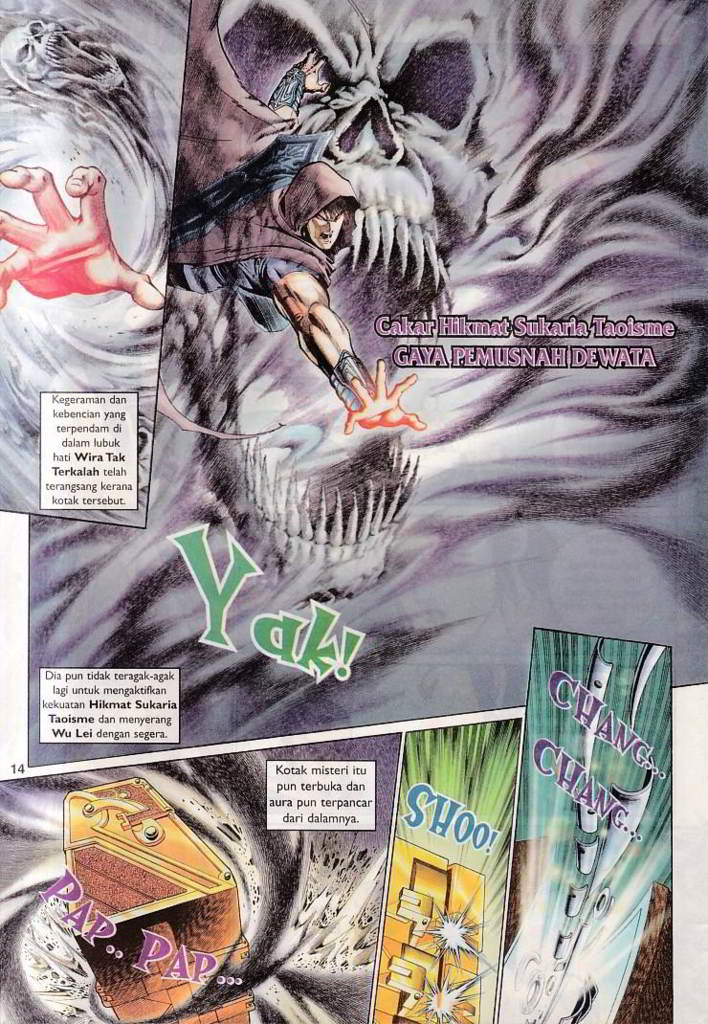 Cakar Hikmat Sukaria Taoisme
GAYA PEMUSNAH DEWATA
Kegeraman dan
kebencian yang
terpendam di
dalam lubuk
hati Wira Tak
Terkalah telah
terangsang kerana
kotak tersebut.
Yak!
Dia pun tidak teragak-agak
lagi untuk mengaktifkan
kekuatan Hikmat Sukaria
Taoisme dan menyerang
Wu Lei dengan segera.
14
Kotak misteri itu
pun terbuka dan
aura pun terpancar
dari dalamnya.
PAP.. PAP...
SHOO!
CHANG...
CHANG...